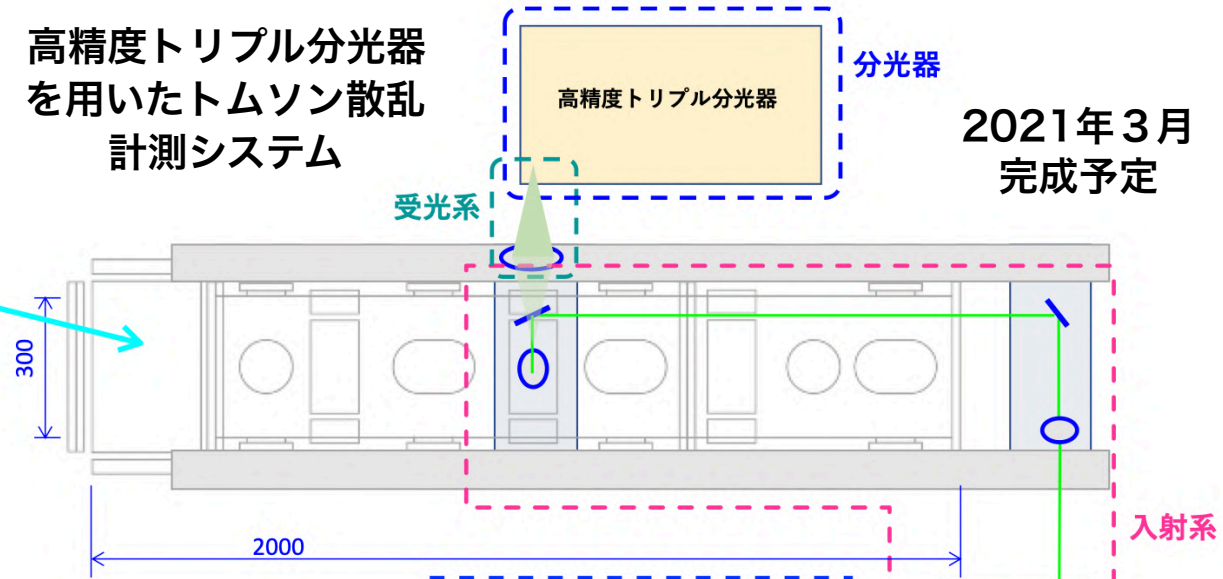 高精度トリプル分光器
を用いたトムソン散乱
計測システム
高精度トリプル分光器
分光器
2021年３月
完成予定
受光系
300
2000
入射系